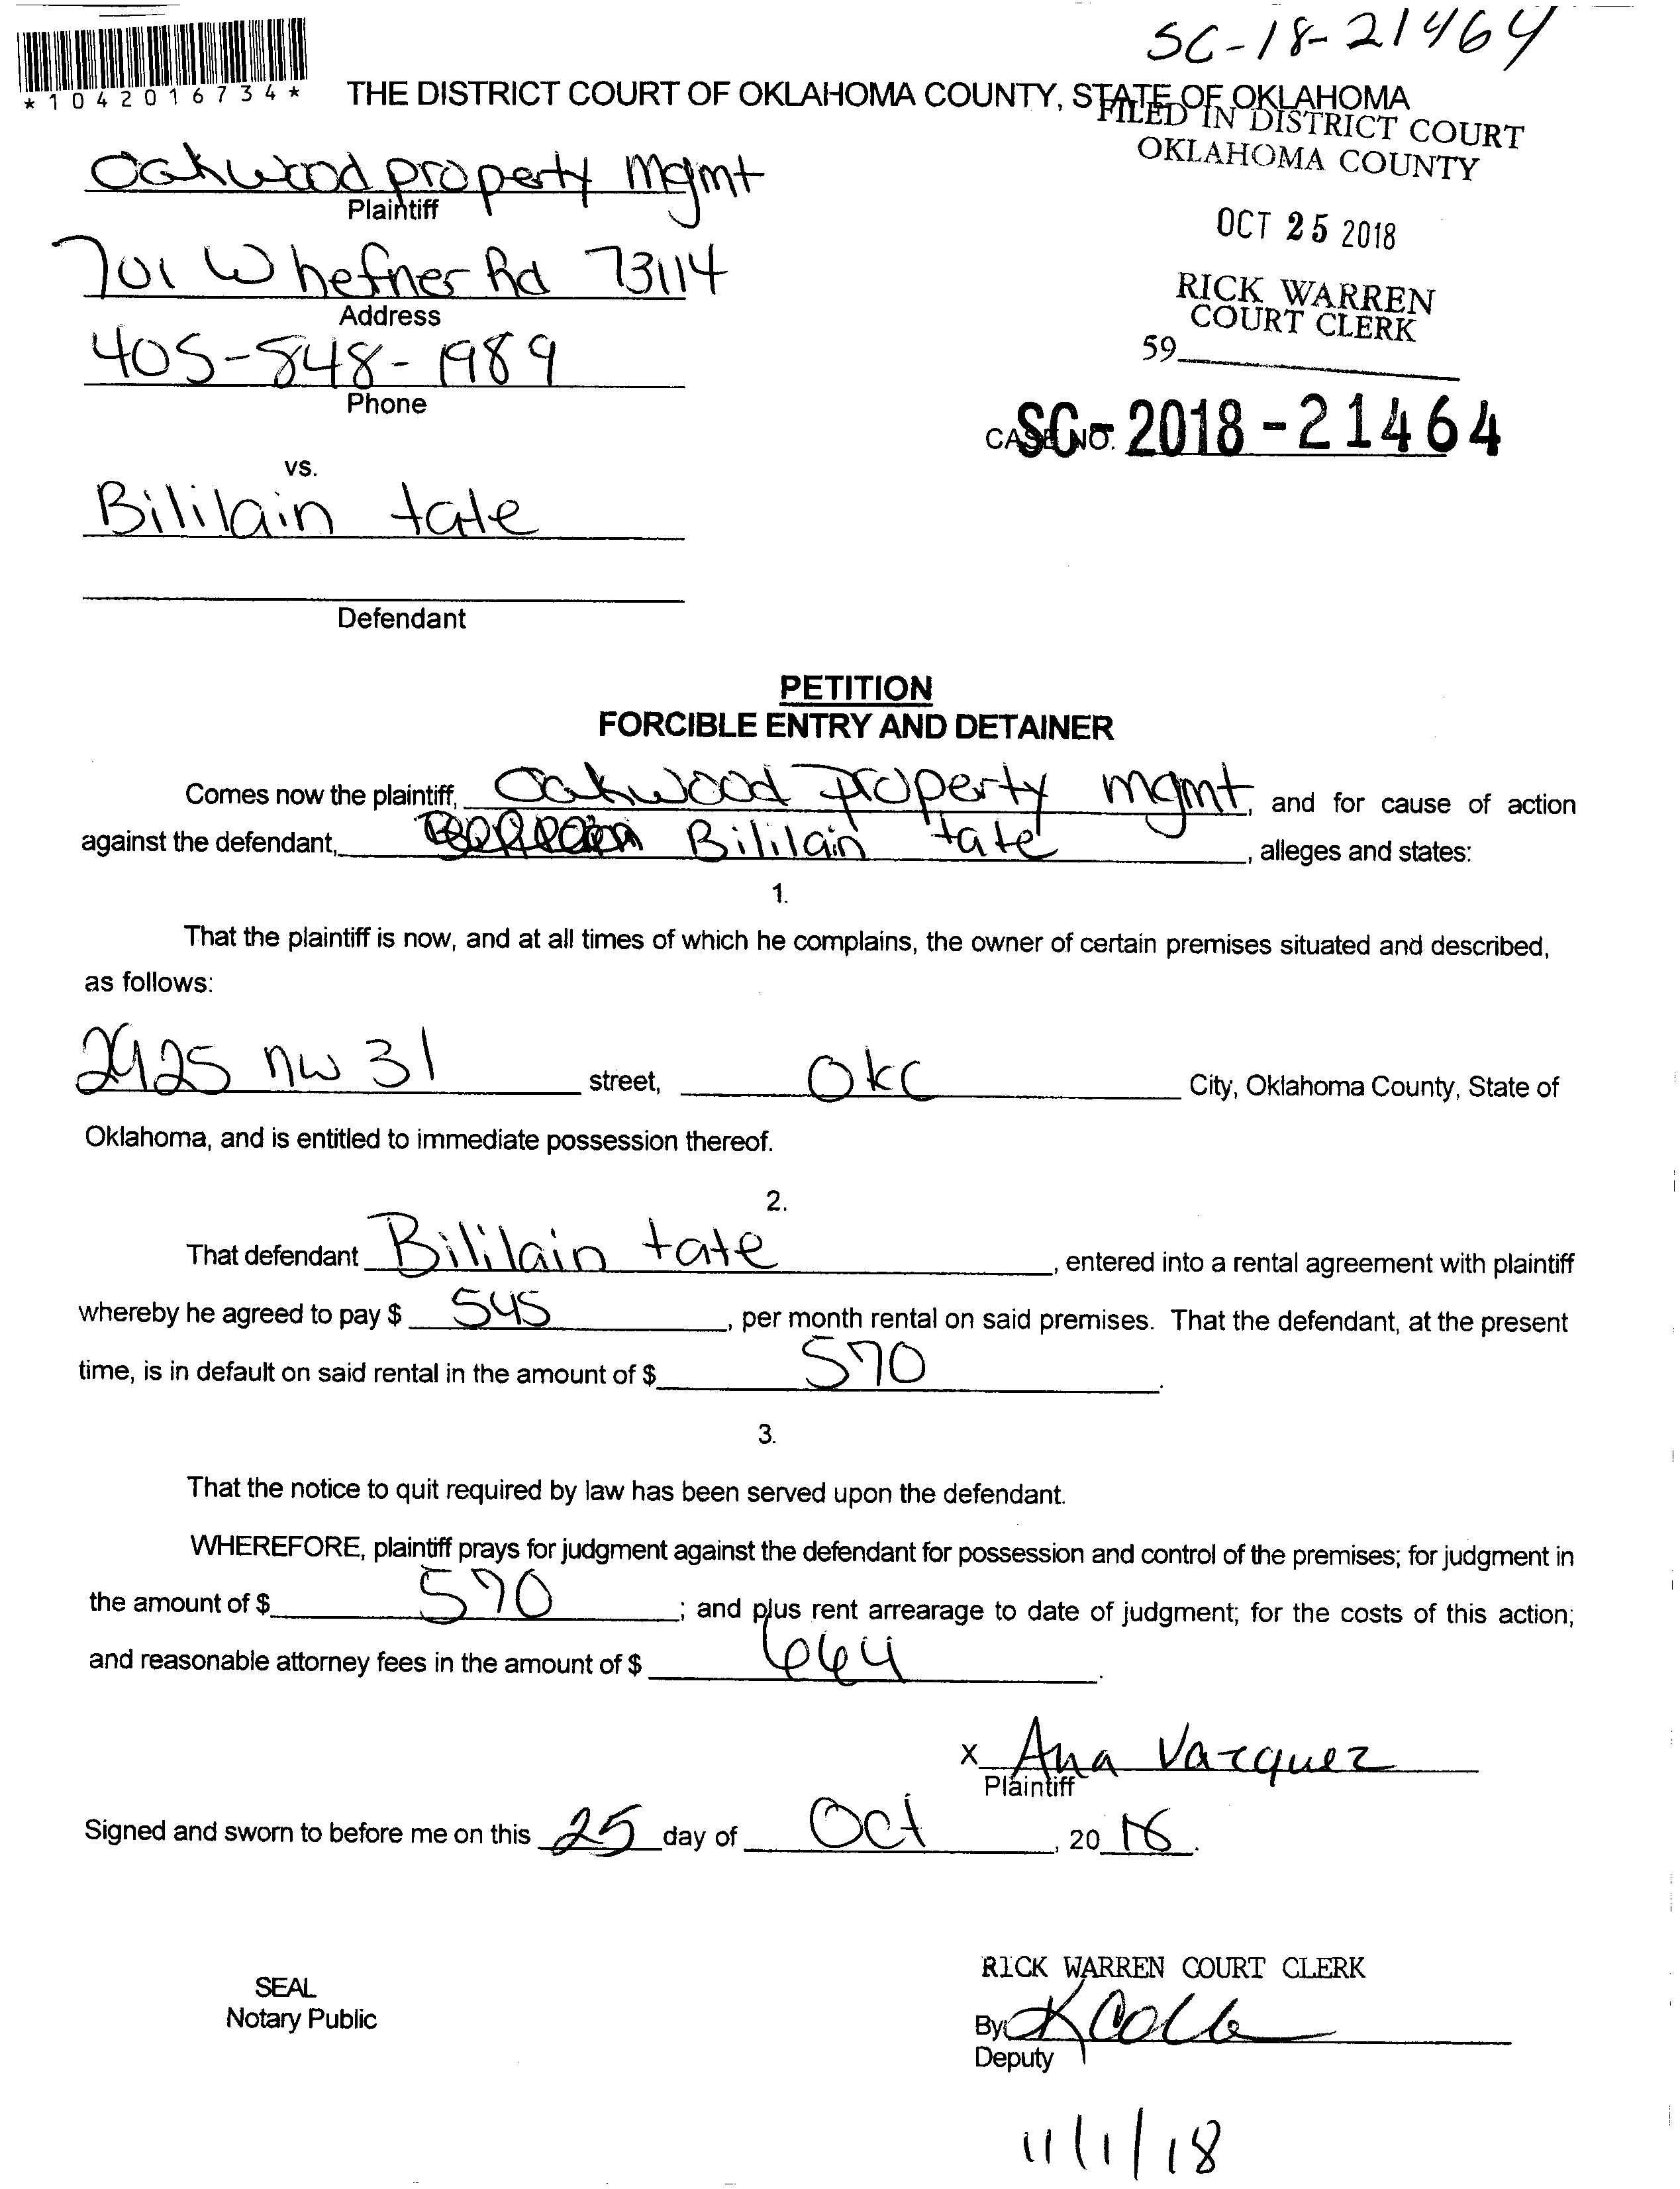 SC-18-21464
*1042016734*
THE DISTRICT COURT OF OKLAHOMA COUNTY, STATE OF OKLAHOMA
FILED IN DISTRICT COURT
OKLAHOMA COUNTY
Oakwood property mgmt
Plaintiff
OCT 25 2018
701 W hefner Rd 73114
Address
RICK WARREN
COURT CLERK
405-848-1989
Phone
59
CASE NO. SC-2018-21464
vs.
Bililain tate
Defendant
PETITION
FORCIBLE ENTRY AND DETAINER
Comes now the plaintiff, Oakwood property mgmt, and for cause of action
against the defendant, Bililain tate, alleges and states:
1.
That the plaintiff is now, and at all times of which he complains, the owner of certain premises situated and described,
as follows:
2925 nw 31 street, Okc City, Oklahoma County, State of
Oklahoma, and is entitled to immediate possession thereof.
2.
That defendant Bililain tate, entered into a rental agreement with plaintiff
whereby he agreed to pay $ 545, per month rental on said premises. That the defendant, at the present
time, is in default on said rental in the amount of $ 570.
3.
That the notice to quit required by law has been served upon the defendant.
WHEREFORE, plaintiff prays for judgment against the defendant for possession and control of the premises; for judgment in
the amount of $ 570; and plus rent arrearage to date of judgment; for the costs of this action;
and reasonable attorney fees in the amount of $ 664.
x Ana Vazquez
Plaintiff
Signed and sworn to before me on this 25 day of Oct, 20 18.
SEAL
Notary Public
RICK WARREN COURT CLERK
By
Deputy
11/1/18